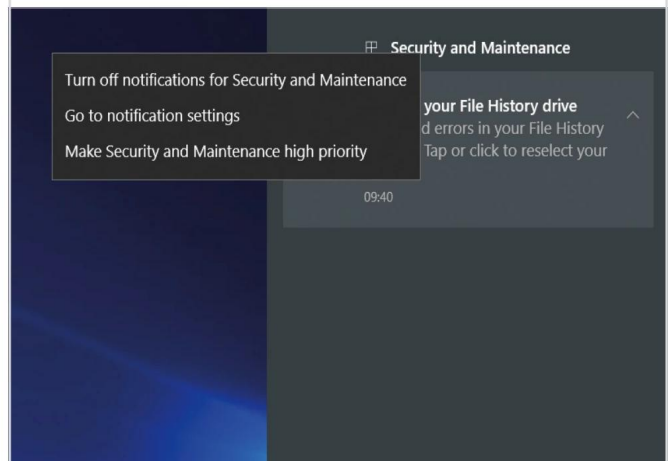 Security and Maintenance
Turn off notifications for Security and Maintenance
Go to notification settings
Make Security and Maintenance high priority
your File History drive
d errors in your File History
Tap or click to reselect your
09:40